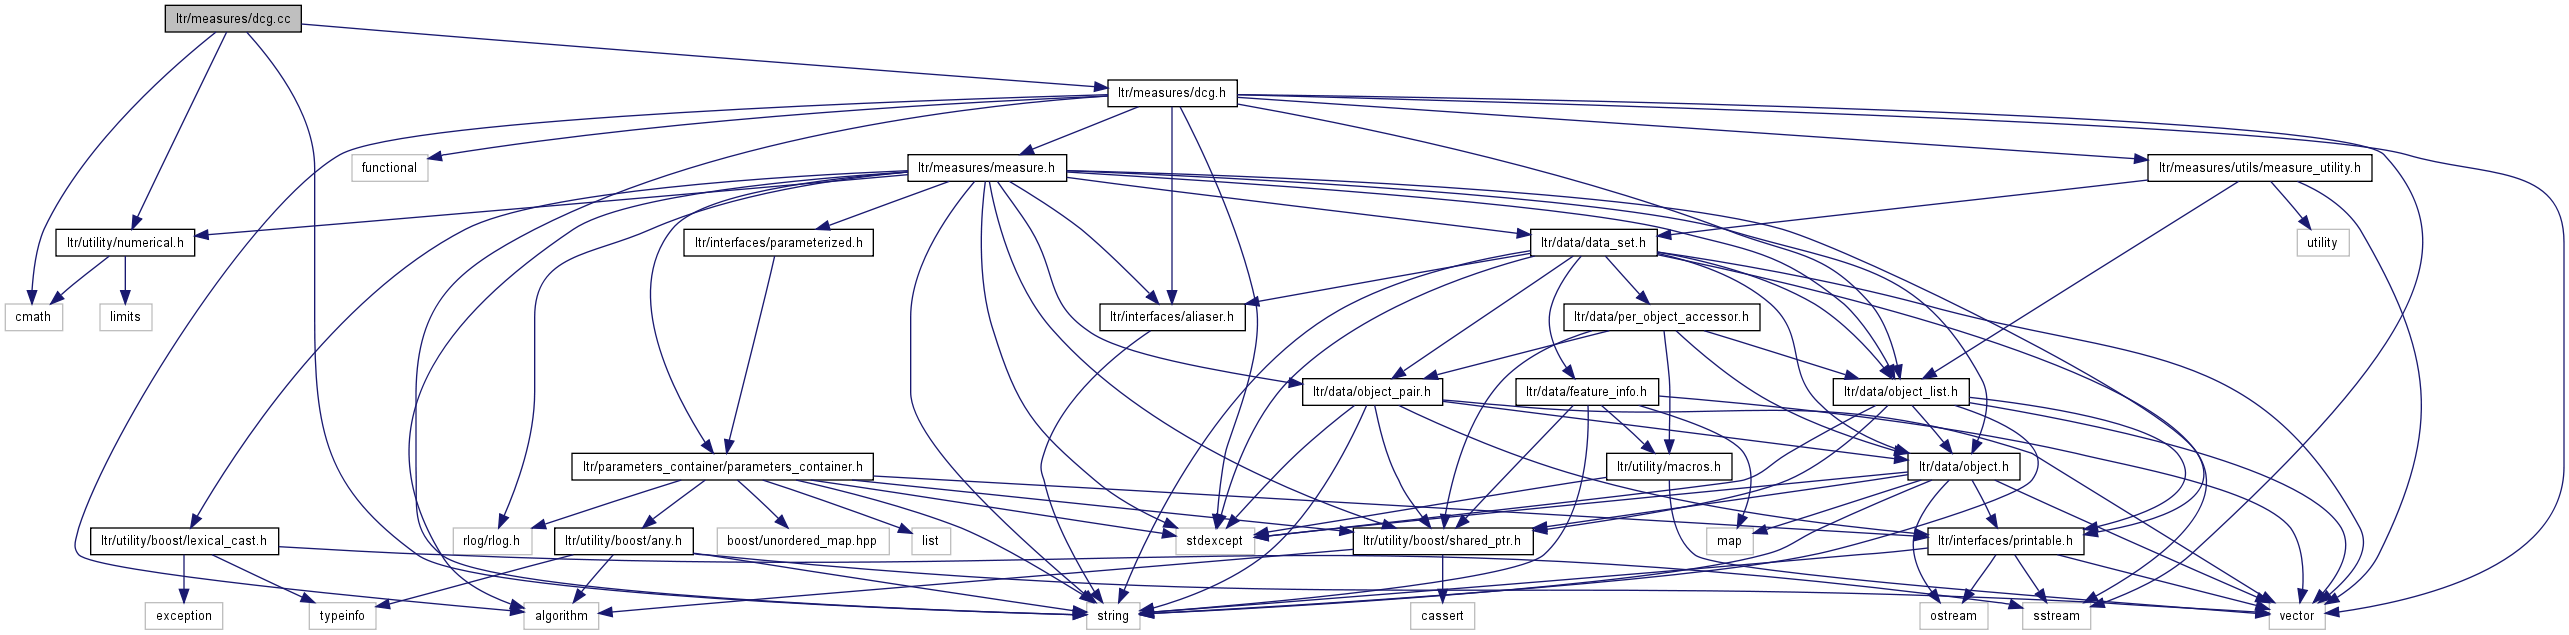 ltr/measures/dcg.cc
ltr/measures/dcg.h
functional
ltr/measures/measure.h
ltr/measures/utils/measure_utility.h
ltr/utility/numerical.h
ltr/interfaces/parameterized.h
ltr/data/data_set.h
utility
cmath
limits
ltr/interfaces/aliaser.h
ltr/data/per_object_accessor.h
ltr/data/object_pair.h
ltr/data/feature_info.h
ltr/data/object_list.h
ltr/parameters_container/parameters_container.h
ltr/utility/macros.h
ltr/data/object.h
ltr/utility/boost/lexical_cast.h
rlog/rlog.h
ltr/utility/boost/any.h
boost/unordered_map.hpp
list
stdexcept
ltr/utility/boost/shared_ptr.h
map
ltr/interfaces/printable.h
exception
typeinfo
algorithm
string
cassert
ostream
sstream
vector